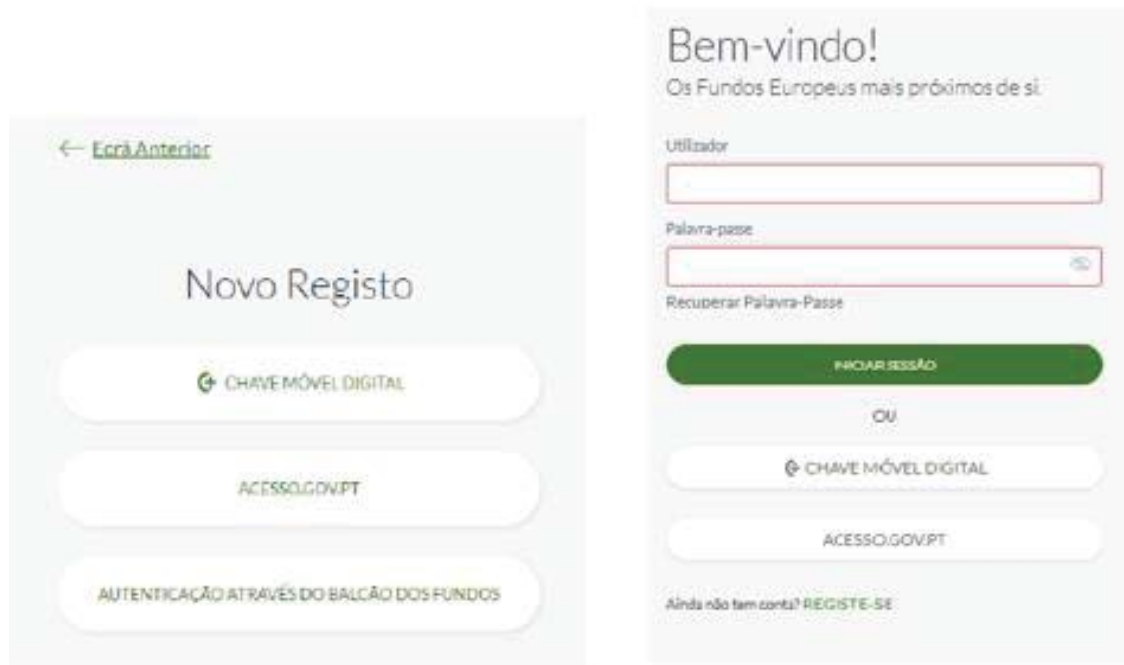 ← Ecrã Anterior
Novo Registo
CHAVE MÓVEL DIGITAL
ACESSO.GOV.PT
AUTENTICAÇÃO ATRAVÉS DO BALCÃO DOS FUNDOS
Bem-vindo!
Os Fundos Europeus mais próximos de si.
Utilizador
Palavra-passe
Recuperar Palavra-Passe
INICIAR SESSÃO
OU
CHAVE MÓVEL DIGITAL
ACESSO.GOV.PT
Ainda não tem conta? REGISTE-SE